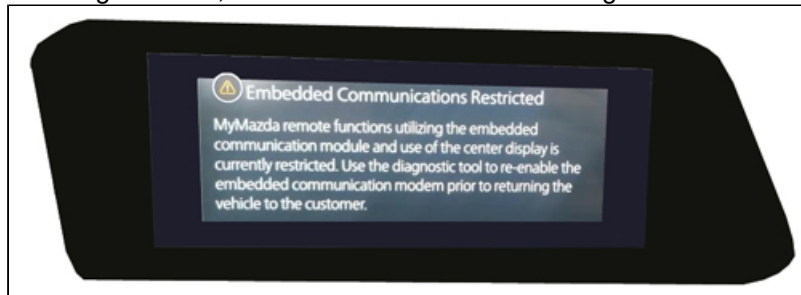 Embedded Communications Restricted
MyMazda remote functions utilizing the embedded
communication module and use of the center display is
currently restricted. Use the diagnostic tool to re-enable the
embedded communication modem prior to returning the
vehicle to the customer.